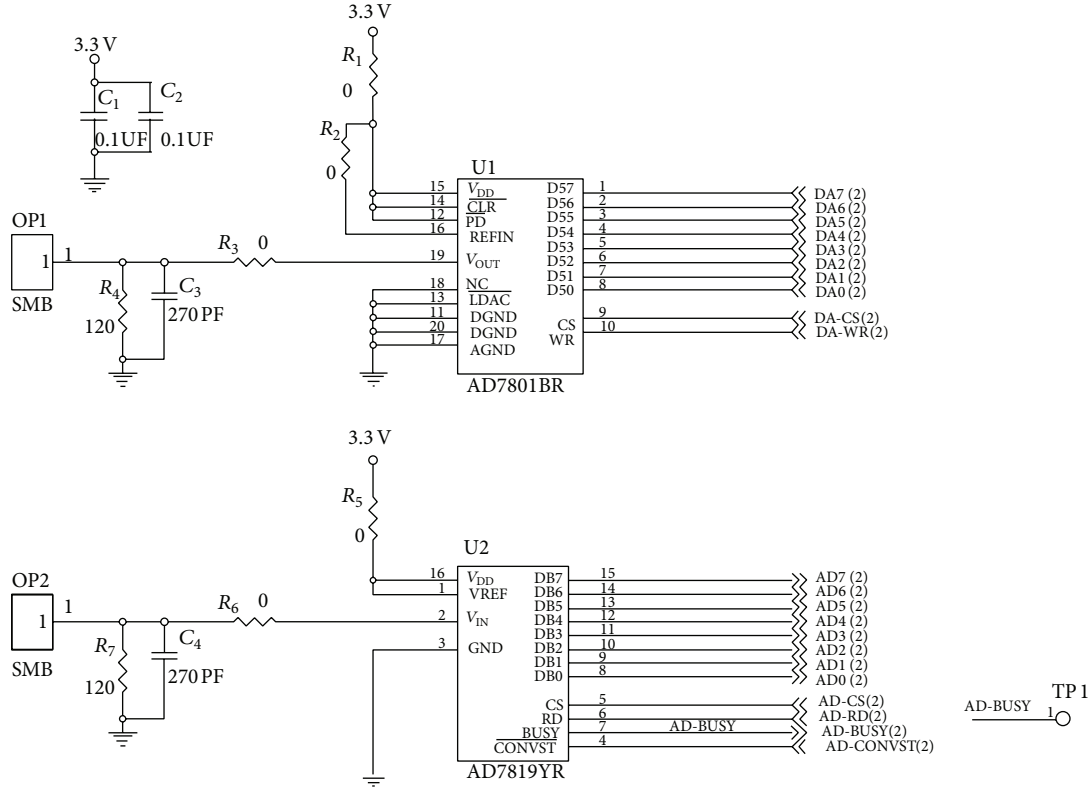 3.3 V
C1
0.1UF
C2
0.1UF
3.3 V
R1
0
R2
0
U1
15 VDD
14 CLR
12 PD
16 REFIN
19 VOUT
18 NC
13 LDAC
11 DGND
20 DGND
17 AGND
D57 1 DA7 (2)
D56 2 DA6 (2)
D55 3 DA5 (2)
D54 4 DA4 (2)
D53 5 DA3 (2)
D52 6 DA2 (2)
D51 7 DA1 (2)
D50 8 DA0 (2)
CS 9 DA-CS(2)
WR 10 DA-WR(2)
AD7801BR
OP1
1 1
SMB
R3 0
R4
120
C3
270 PF
3.3 V
R5
0
U2
16 VDD
1 VREF
2 VIN
3 GND
DB7 15 AD7 (2)
DB6 14 AD6 (2)
DB5 13 AD5 (2)
DB4 12 AD4 (2)
DB3 11 AD3 (2)
DB2 10 AD2 (2)
DB1 9 AD1 (2)
DB0 8 AD0 (2)
CS 5 AD-CS(2)
RD 6 AD-RD(2)
BUSY 7 AD-BUSY AD-BUSY(2)
CONVST 4 AD-CONVST(2)
AD7819YR
OP2
1 1
SMB
R6 0
R7
120
C4
270 PF
AD-BUSY 1 TP 1